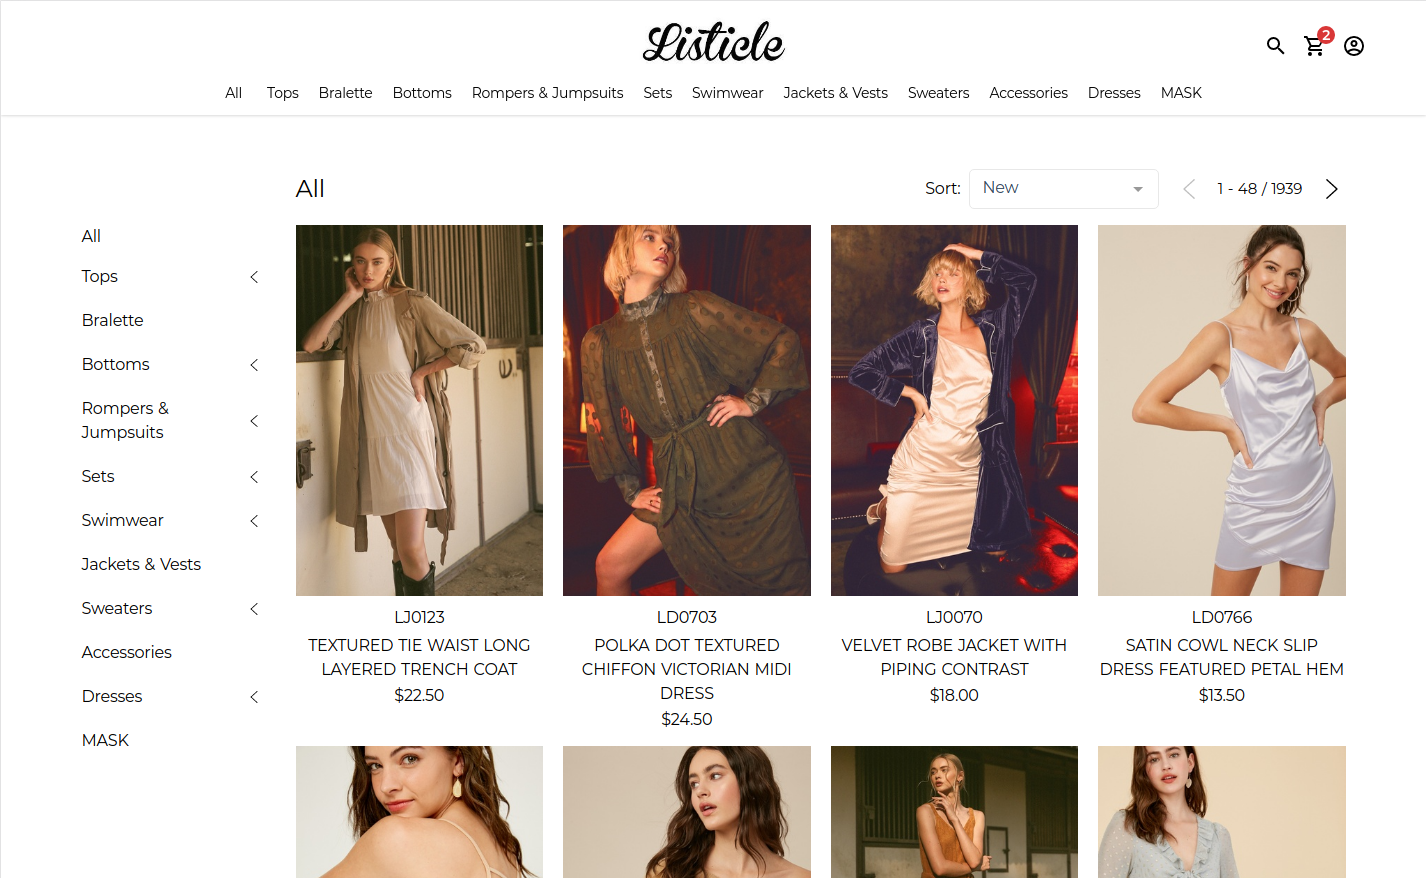 Listicle
2
All Tops Bralette Bottoms Rompers & Jumpsuits Sets Swimwear Jackets & Vests Sweaters Accessories Dresses MASK
All
Sort: New 1 - 48 / 1939
All
Tops
Bralette
Bottoms
Rompers &
Jumpsuits
Sets
Swimwear
Jackets & Vests
Sweaters
Accessories
Dresses
MASK
LJ0123
TEXTURED TIE WAIST LONG
LAYERED TRENCH COAT
$22.50
LD0703
POLKA DOT TEXTURED
CHIFFON VICTORIAN MIDI
DRESS
$24.50
LJ0070
VELVET ROBE JACKET WITH
PIPING CONTRAST
$18.00
LD0766
SATIN COWL NECK SLIP
DRESS FEATURED PETAL HEM
$13.50